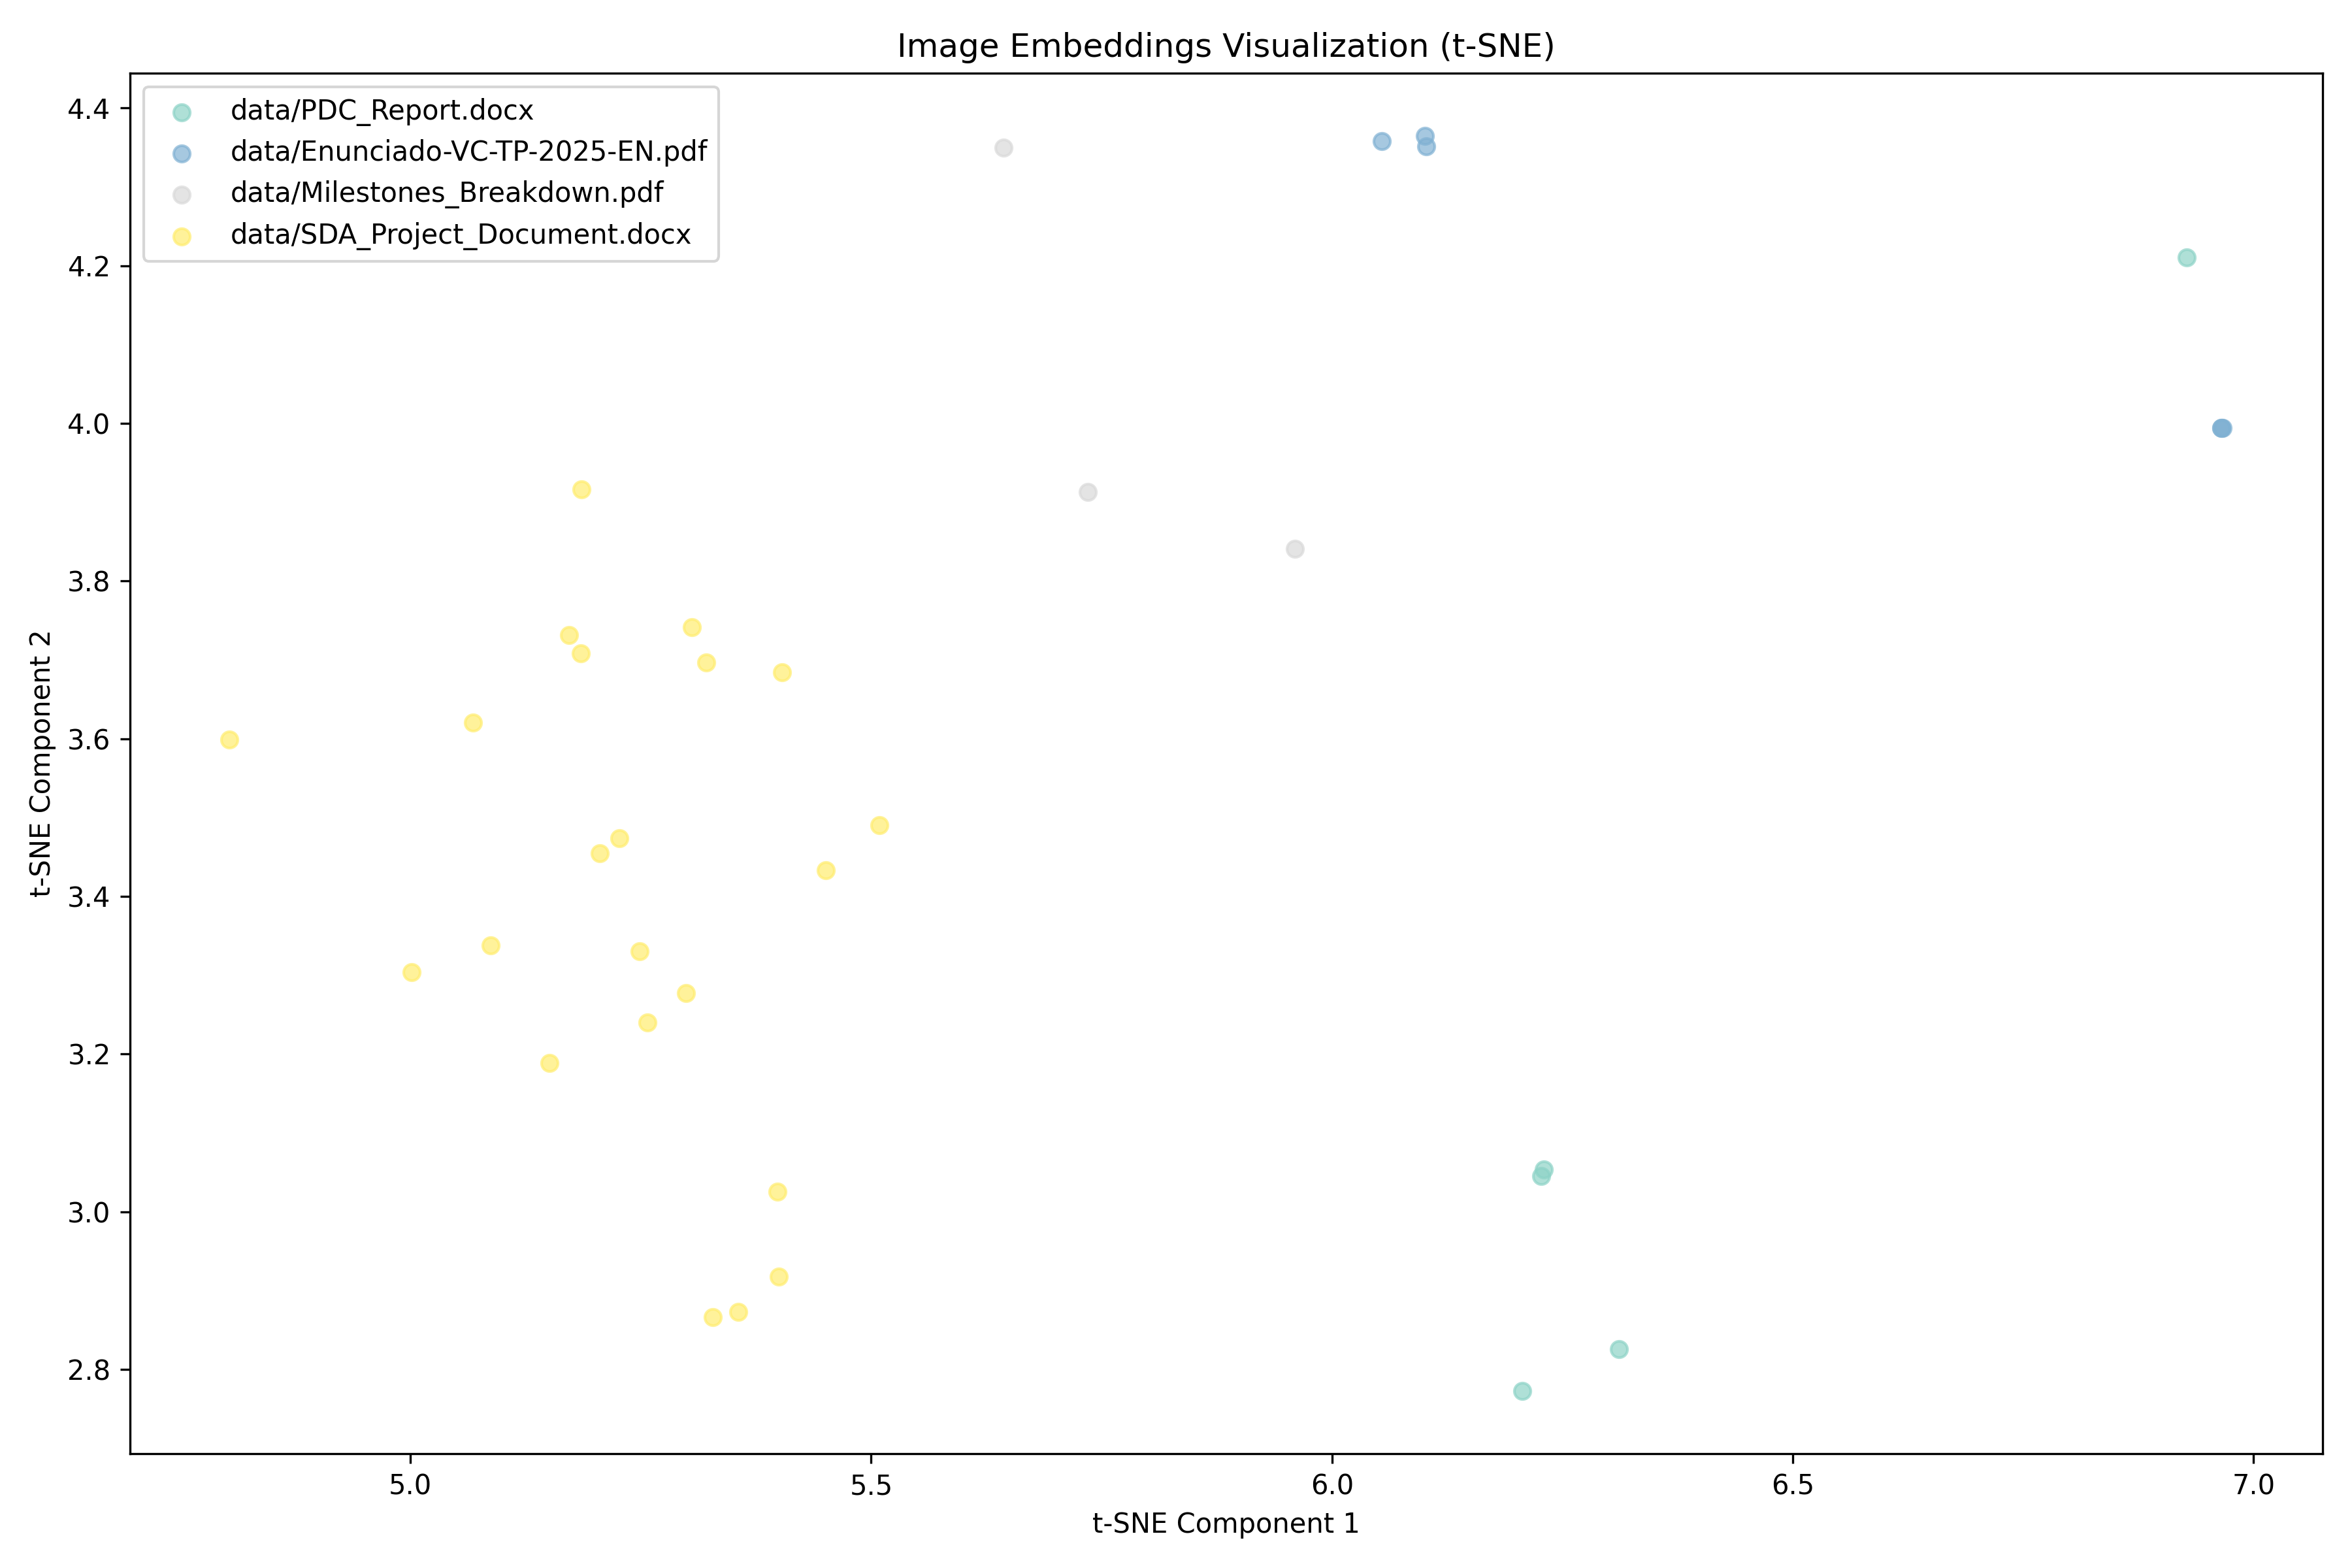 Image Embeddings Visualization (t-SNE)
data/PDC_Report.docx
data/Enunciado-VC-TP-2025-EN.pdf
data/Milestones_Breakdown.pdf
data/SDA_Project_Document.docx
4.4
4.2
4.0
3.8
3.6
3.4
3.2
3.0
2.8
t-SNE Component 2
5.0 5.5 6.0 6.5 7.0
t-SNE Component 1